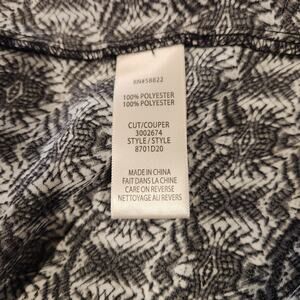 RN#58822
100% POLYESTER
100% POLYESTER
CUT/COUPER
3002674
STYLE / STYLE
8701D20
MADE IN CHINA
FAIT DANS LA CHINE
CARE ON REVERSE
NETTOYAGE AU REVERS